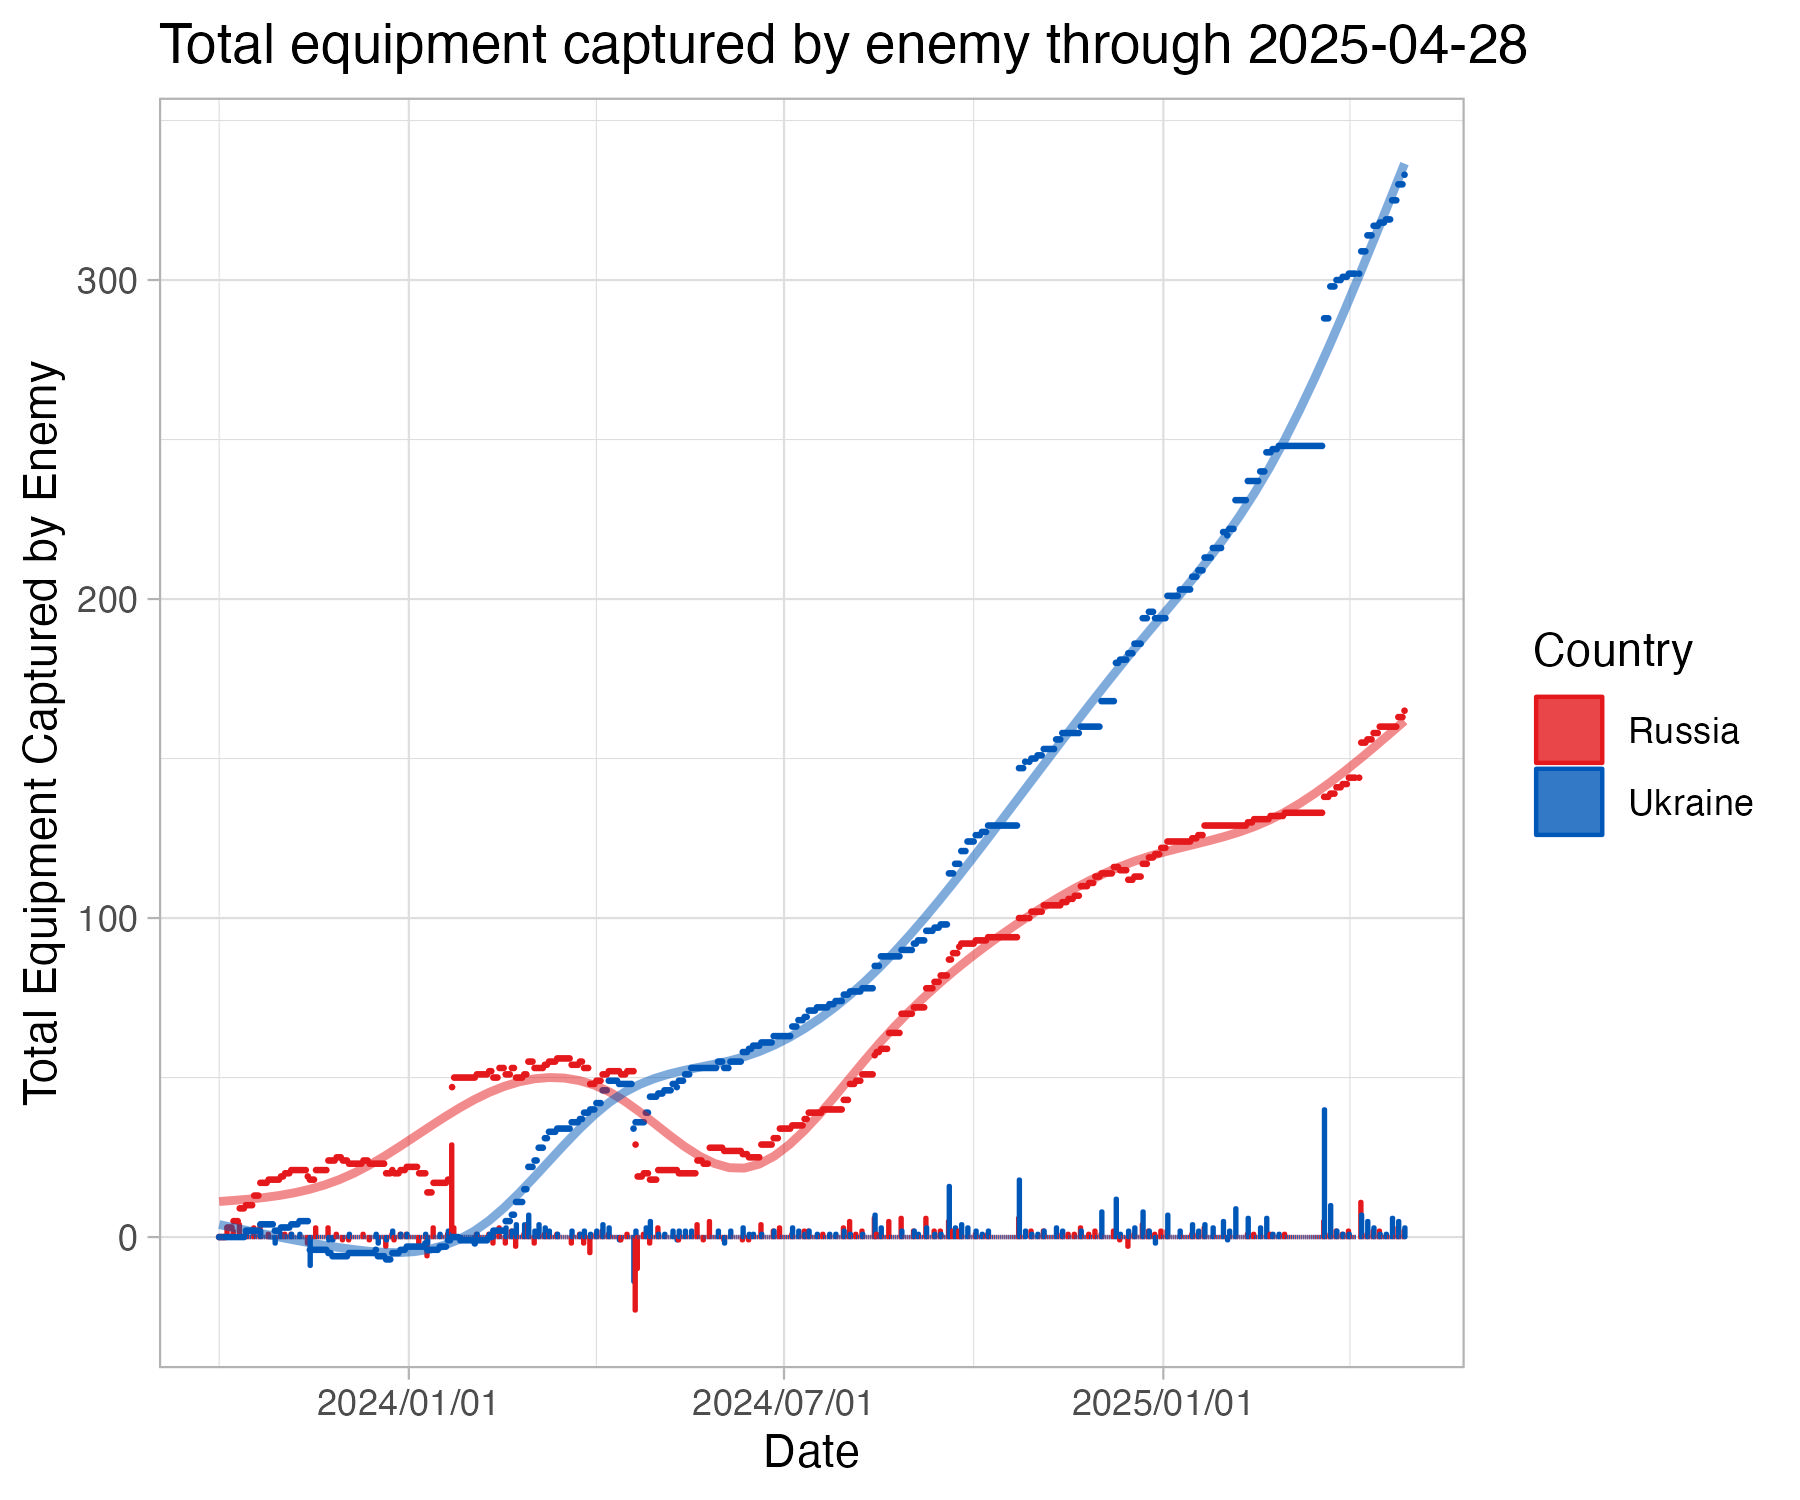 Total equipment captured by enemy through 2025-04-28
Total Equipment Captured by Enemy
300
200
100
0
2024/01/01
2024/07/01
2025/01/01
Date
Country
Russia
Ukraine